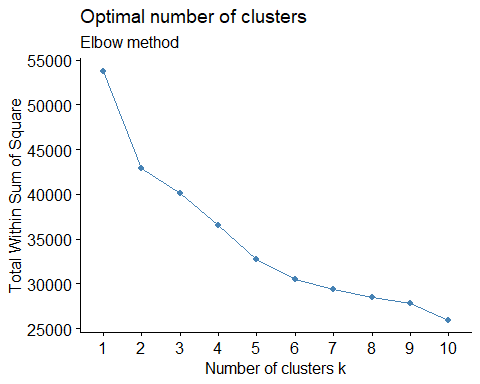 Optimal number of clusters
Elbow method
Total Within Sum of Square
55000
50000
45000
40000
35000
30000
25000
1 2 3 4 5 6 7 8 9 10
Number of clusters k